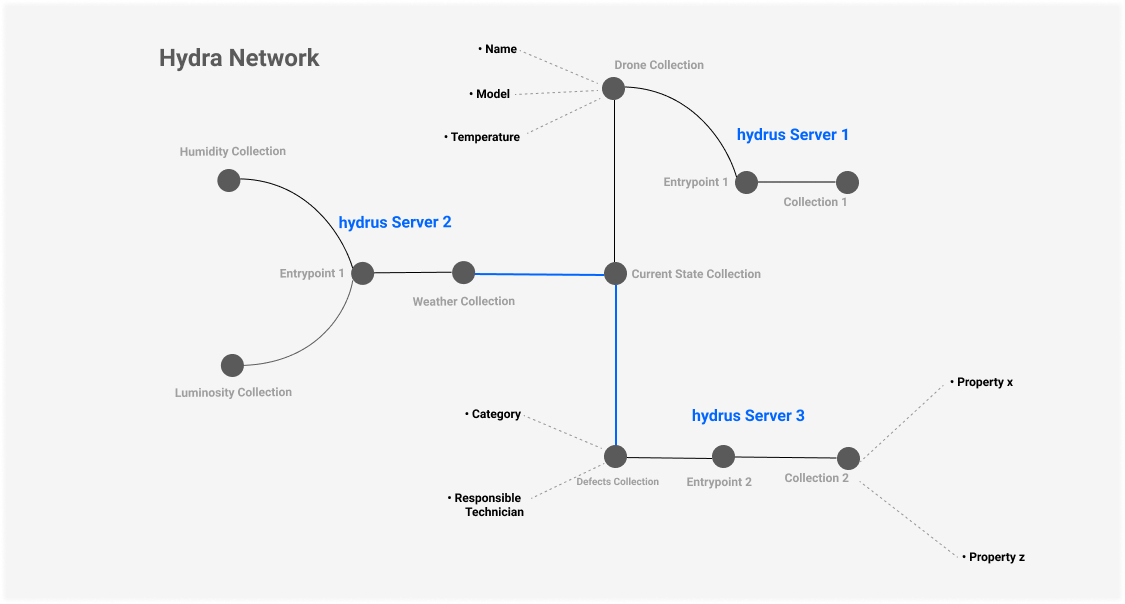 Hydra Network
• Name
Drone Collection
• Model
• Temperature
hydrus Server 1
Humidity Collection
Entrypoint 1
Collection 1
hydrus Server 2
Entrypoint 1
Current State Collection
Weather Collection
Luminosity Collection
• Property x
• Category
hydrus Server 3
Defects Collection
Entrypoint 2
Collection 2
• Responsible
Technician
• Property z